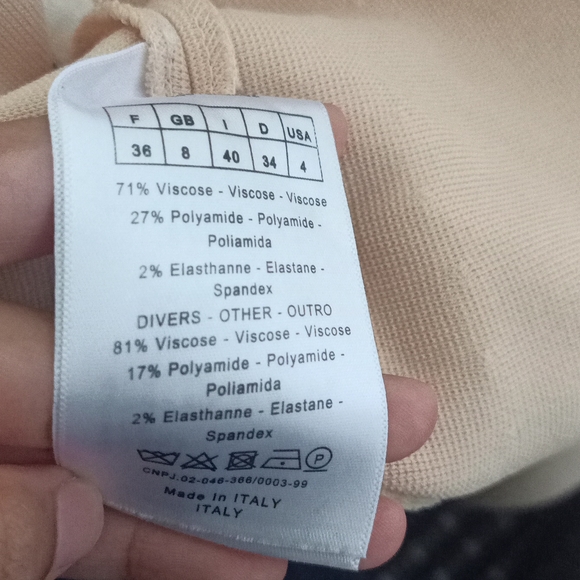 F GB I D USA
36 8 40 34 4
71% Viscose - Viscose - Viscose
27% Polyamide - Polyamide -
Poliamida
2% Elasthanne - Elastane -
Spandex
DIVERS - OTHER - OUTRO
81% Viscose - Viscose - Viscose
17% Polyamide - Polyamide -
Poliamida
2% Elasthanne - Elastane -
Spandex
P
CNPJ.02-046-366/0003-99
Made in ITALY
ITALY